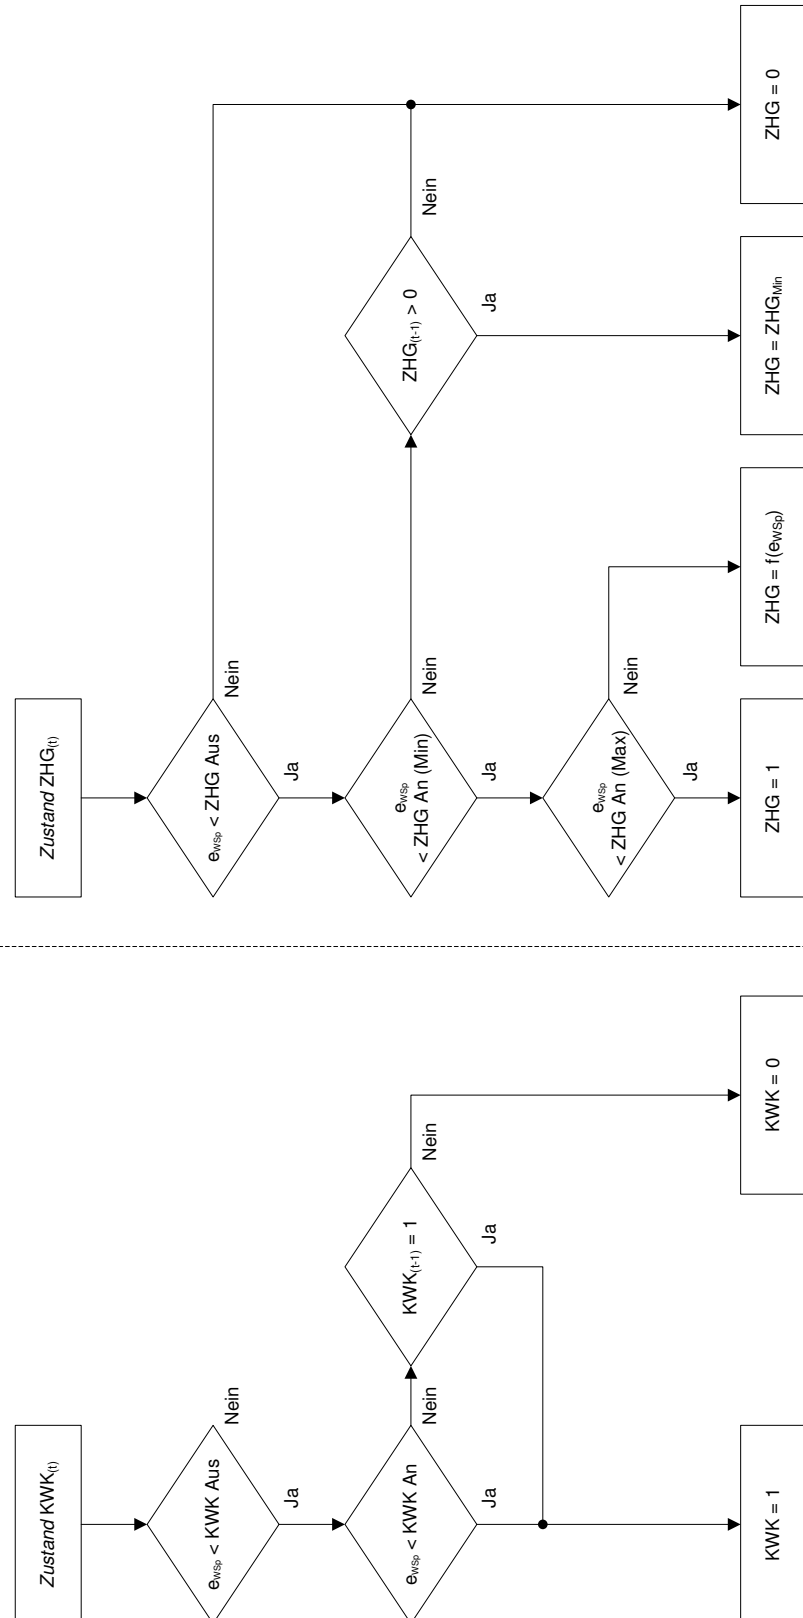 Zustand KWK(t)
eWSp < KWK Aus
Nein
Ja
eWSp < KWK An
Nein
Ja
KWK(t-1) = 1
Nein
Ja
KWK = 1
KWK = 0
Zustand ZHG(t)
eWSp < ZHG Aus
Nein
Ja
eWSp
< ZHG An (Min)
Nein
Ja
ZHG(t-1) > 0
Nein
Ja
eWSp
< ZHG An (Max)
Nein
Ja
ZHG = 1
ZHG = f(eWSp)
ZHG = ZHGMin
ZHG = 0